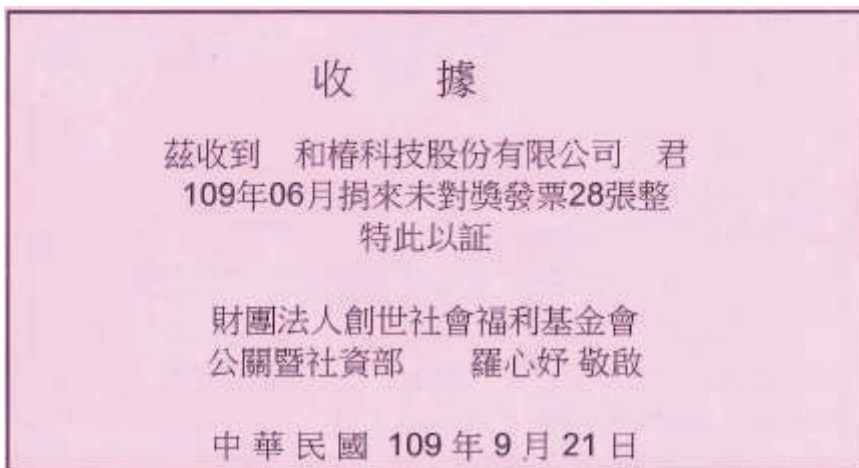 收　據
茲收到　和椿科技股份有限公司　君
109年06月捐來未對獎發票28張整
特此以証
財團法人創世社會福利基金會
公關暨社資部　羅心妤 敬啟
中 華 民 國 109 年 9 月 21 日